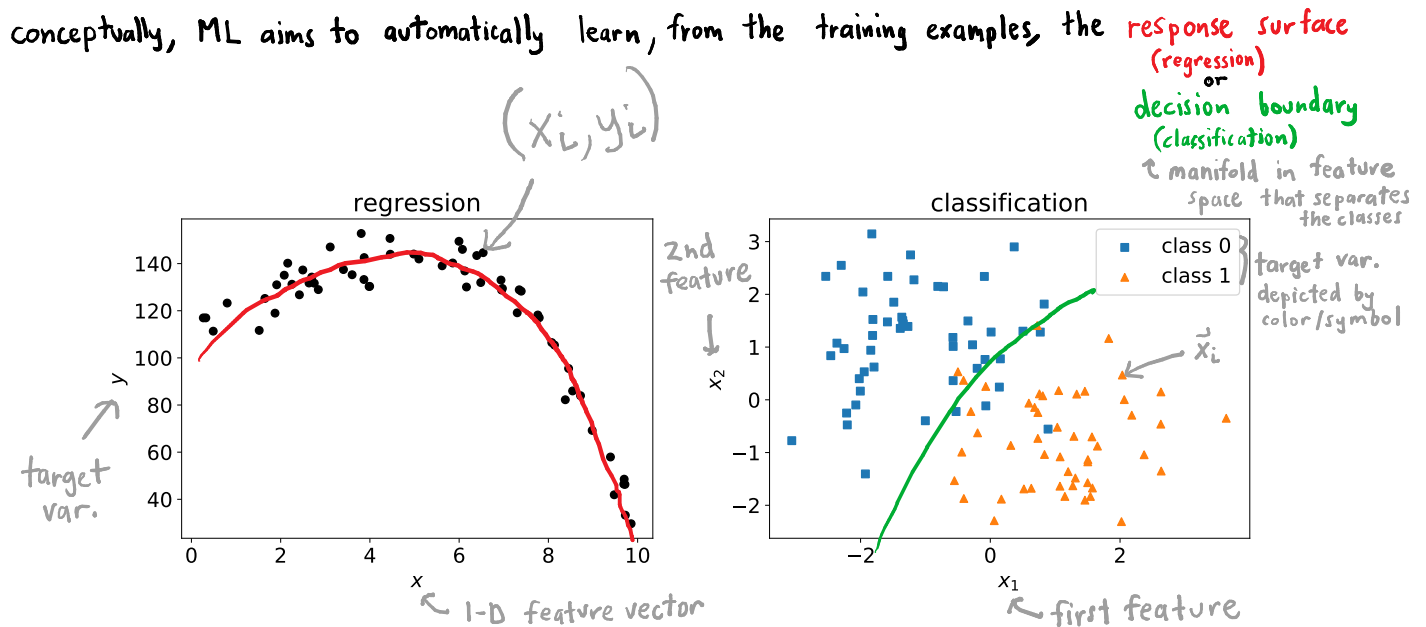 conceptually, ML aims to automatically learn, from the training examples, the response surface
(regression)
or
decision boundary
(classification)
manifold in feature
space that separates
the classes
(xi, yi)
regression
140
120
100
80
60
40
y
0 2 4 6 8 10
x
target
var.
1-D feature vector
classification
2nd
feature
3
2
1
0
−1
−2
x2
−2 0 2
x1
class 0
class 1
target var.
depicted by
color/symbol
x⃗i
first feature